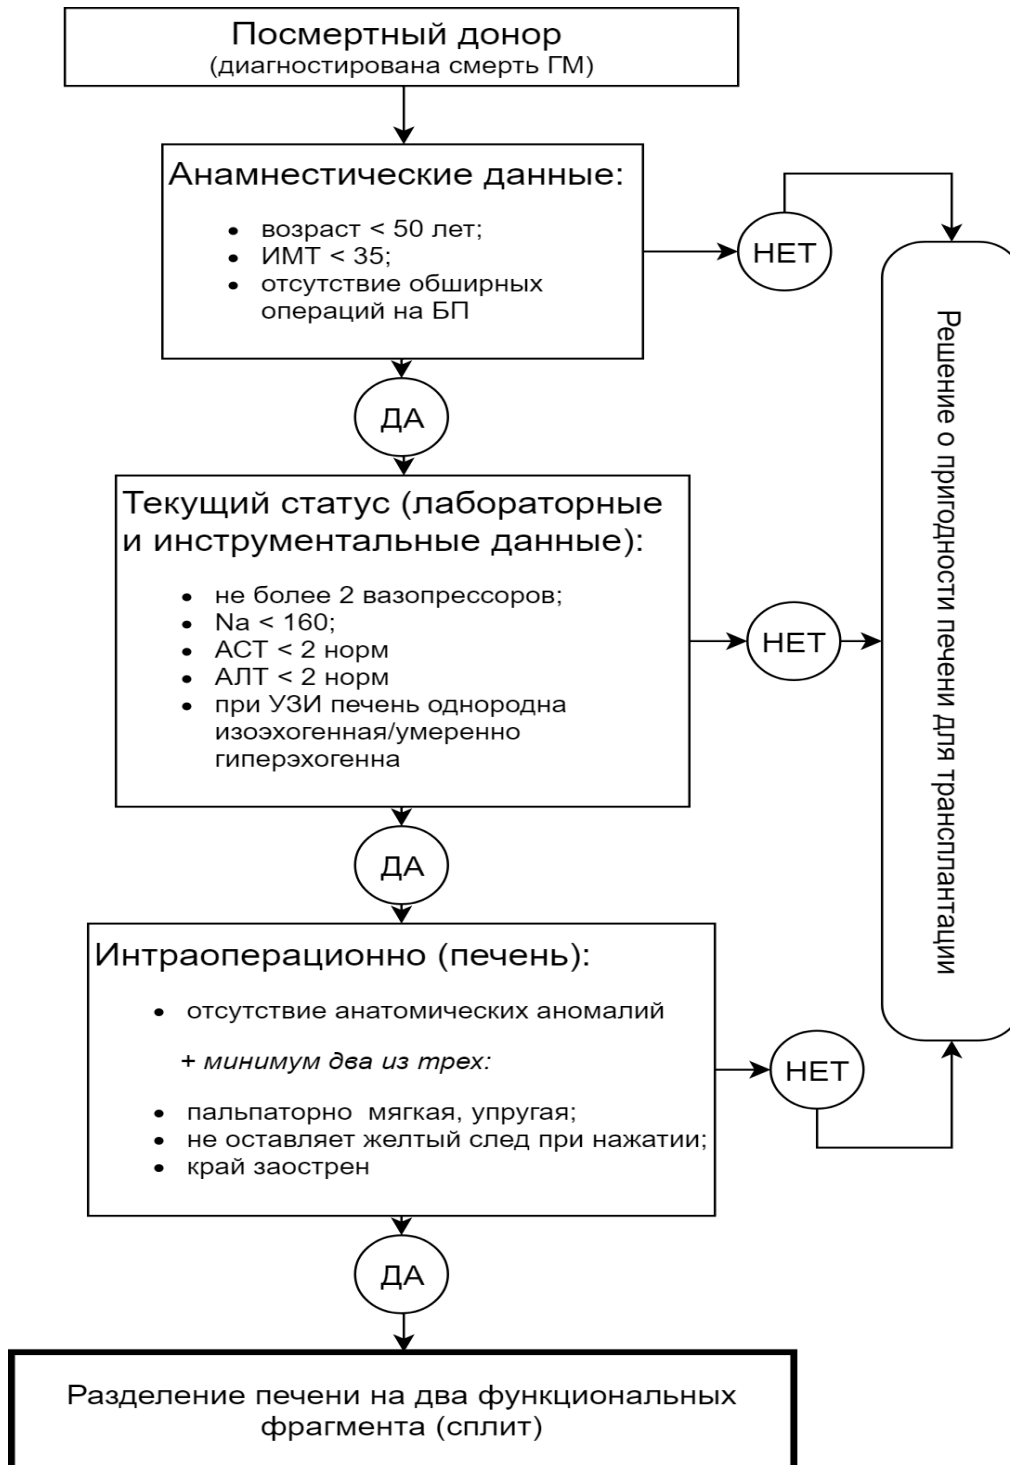 Посмертный донор
(диагностирована смерть ГМ)
Анамнестические данные:
• возраст < 50 лет;
• ИМТ < 35;
• отсутствие обширных
операций на БП
НЕТ
ДА
Текущий статус (лабораторные
и инструментальные данные):
• не более 2 вазопрессоров;
• Na < 160;
• АСТ < 2 норм
• АЛТ < 2 норм
• при УЗИ печень однородна
изоэхогенная/умеренно
гиперэхогенна
НЕТ
ДА
Интраоперационно (печень):
• отсутствие анатомических аномалий
+ минимум два из трех:
• пальпаторно мягкая, упругая;
• не оставляет желтый след при нажатии;
• край заострен
НЕТ
ДА
Решение о пригодности печени для трансплантации
Разделение печени на два функциональных
фрагмента (сплит)